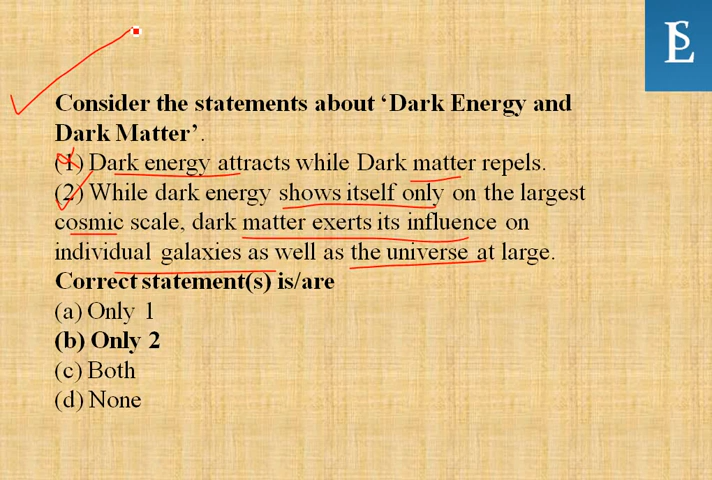 SL
Consider the statements about ‘Dark Energy and
Dark Matter’.
(1) Dark energy attracts while Dark matter repels.
(2) While dark energy shows itself only on the largest
cosmic scale, dark matter exerts its influence on
individual galaxies as well as the universe at large.
Correct statement(s) is/are
(a) Only 1
(b) Only 2
(c) Both
(d) None